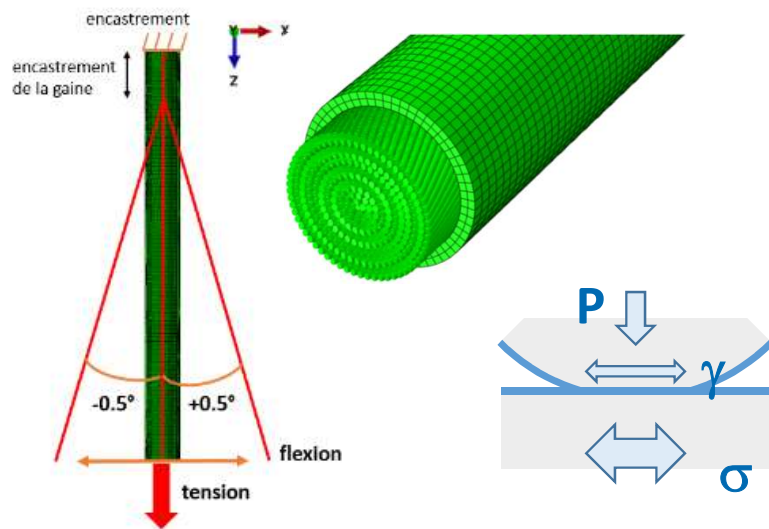 encastrement
Y
x
z
encastrement
de la gaine
-0.5°
+0.5°
flexion
tension
P
γ
σ